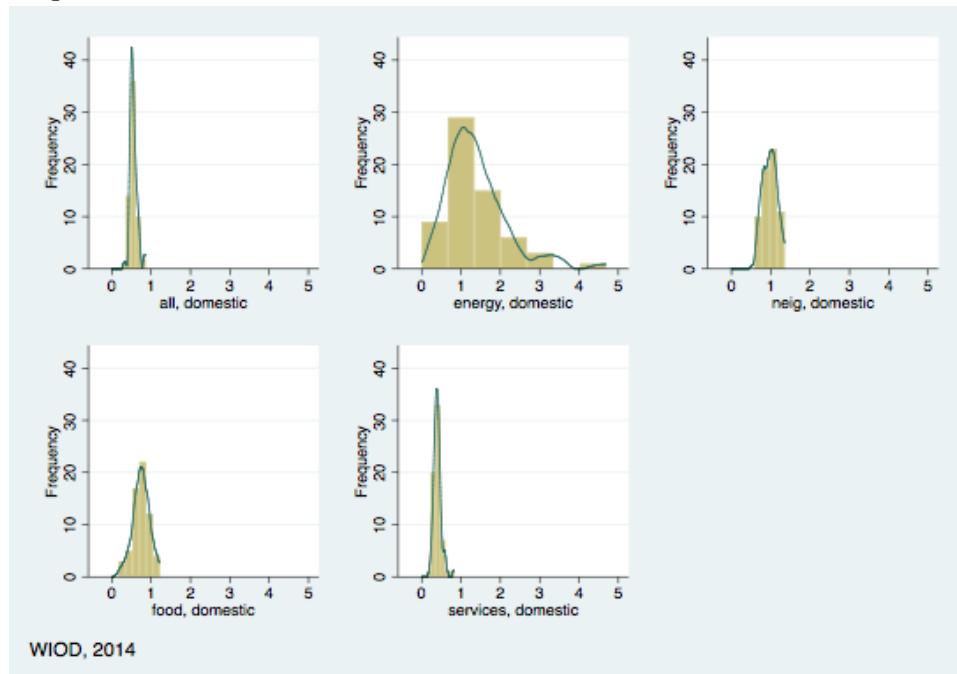 Frequency
0 10 20 30 40
0 1 2 3 4 5
all, domestic
Frequency
0 10 20 30 40
0 1 2 3 4 5
energy, domestic
Frequency
0 10 20 30 40
0 1 2 3 4 5
neig, domestic
Frequency
0 10 20 30 40
0 1 2 3 4 5
food, domestic
Frequency
0 10 20 30 40
0 1 2 3 4 5
services, domestic
WIOD, 2014